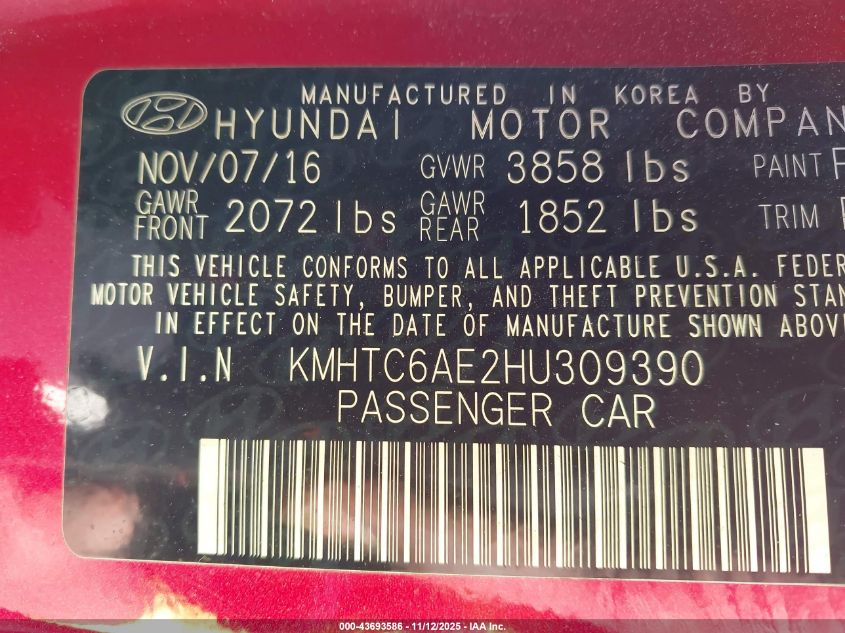 MANUFACTURED IN KOREA BY
HYUNDAI MOTOR COMPAN
NOV/07/16 GVWR 3858 lbs PAINT
GAWR FRONT 2072 lbs GAWR REAR 1852 lbs TRIM
THIS VEHICLE CONFORMS TO ALL APPLICABLE U.S.A. FEDER
MOTOR VEHICLE SAFETY, BUMPER, AND THEFT PREVENTION STAN
IN EFFECT ON THE DATE OF MANUFACTURE SHOWN ABOV
V.I.N KMHTC6AE2HU309390
PASSENGER CAR
000-43693586 - 11/12/2025 - IAA Inc.